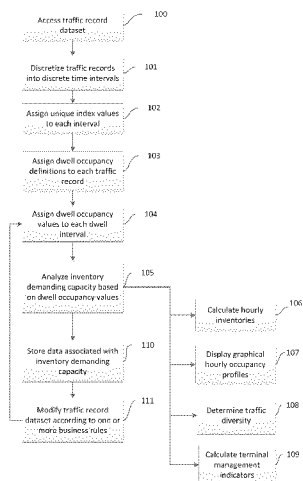 Access traffic record
dataset
100
Discretize traffic records
into discrete time intervals
101
Assign unique index values
to each interval
102
Assign dwell occupancy
definitions to each traffic
record
103
Assign dwell occupancy
values to each dwell
interval.
104
Analyze inventory
demanding capacity based
on dwell occupancy values
105
Calculate hourly
inventories
106
Display graphical
hourly occupancy
profiles
107
Determine traffic
diversity
108
Calculate terminal
management
indicators
109
Store data associated with
inventory demanding
capacity
110
Modify traffic record
dataset according to one or
more business rules
111